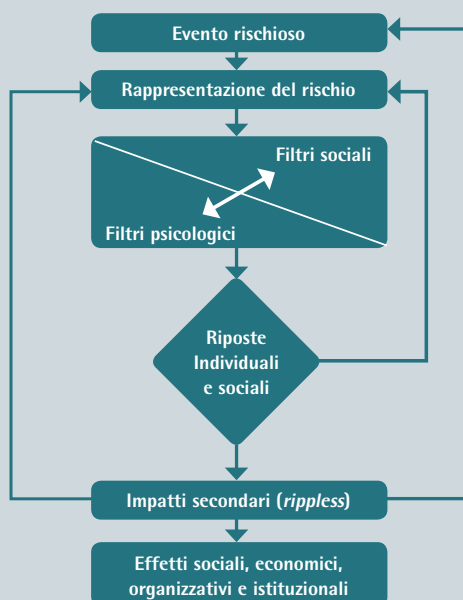 Evento rischioso
Rappresentazione del rischio
Filtri sociali
Filtri psicologici
Riposte
Individuali
e sociali
Impatti secondari (rippless)
Effetti sociali, economici,
organizzativi e istituzionali